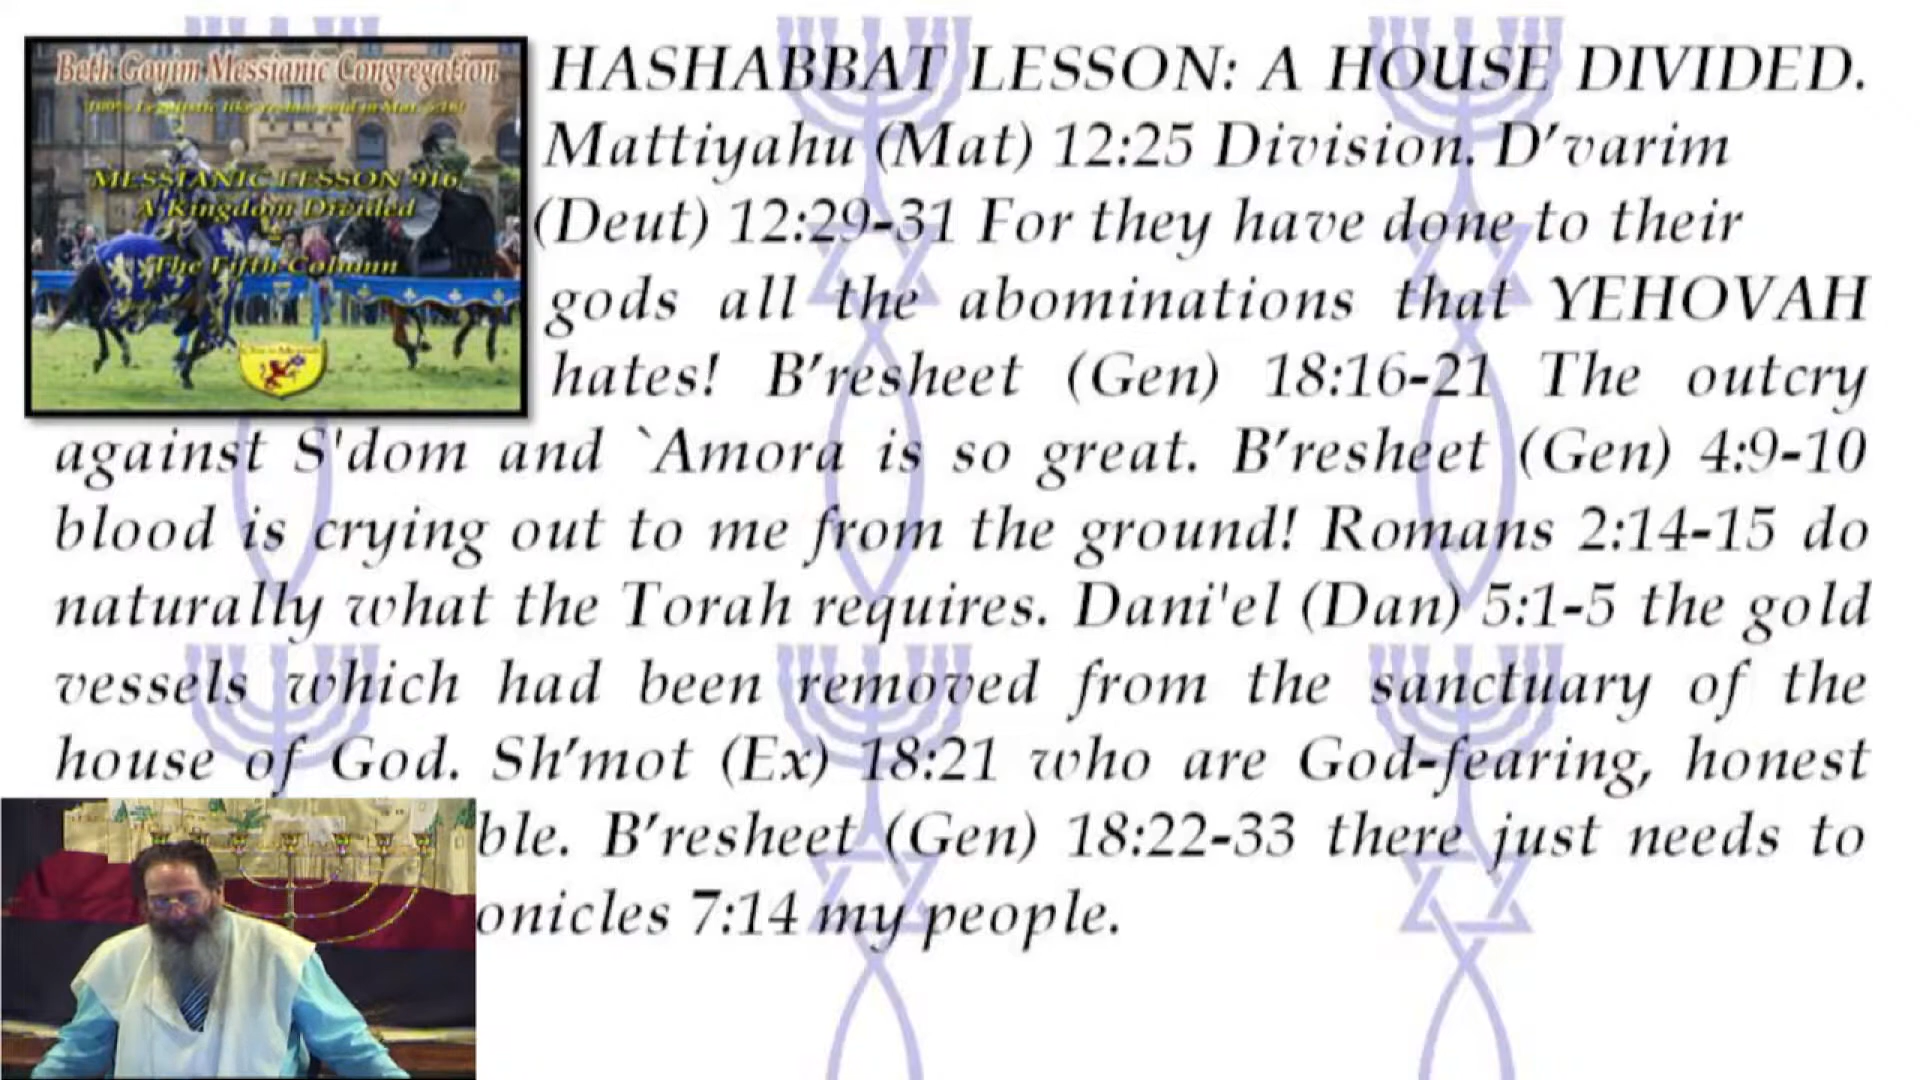 Beth Goyim Messianic Congregation
MESSIANIC LESSON 916
A Kingdom Divided
The Fifth Column
HASHABBAT LESSON: A HOUSE DIVIDED.
Mattiyahu (Mat) 12:25 Division. D’varim
(Deut) 12:29-31 For they have done to their
gods all the abominations that YEHOVAH
hates! B’resheet (Gen) 18:16-21 The outcry
against S'dom and `Amora is so great. B’resheet (Gen) 4:9-10
blood is crying out to me from the ground! Romans 2:14-15 do
naturally what the Torah requires. Dani'el (Dan) 5:1-5 the gold
vessels which had been removed from the sanctuary of the
house of God. Sh’mot (Ex) 18:21 who are God-fearing, honest
ble. B’resheet (Gen) 18:22-33 there just needs to
onicles 7:14 my people.